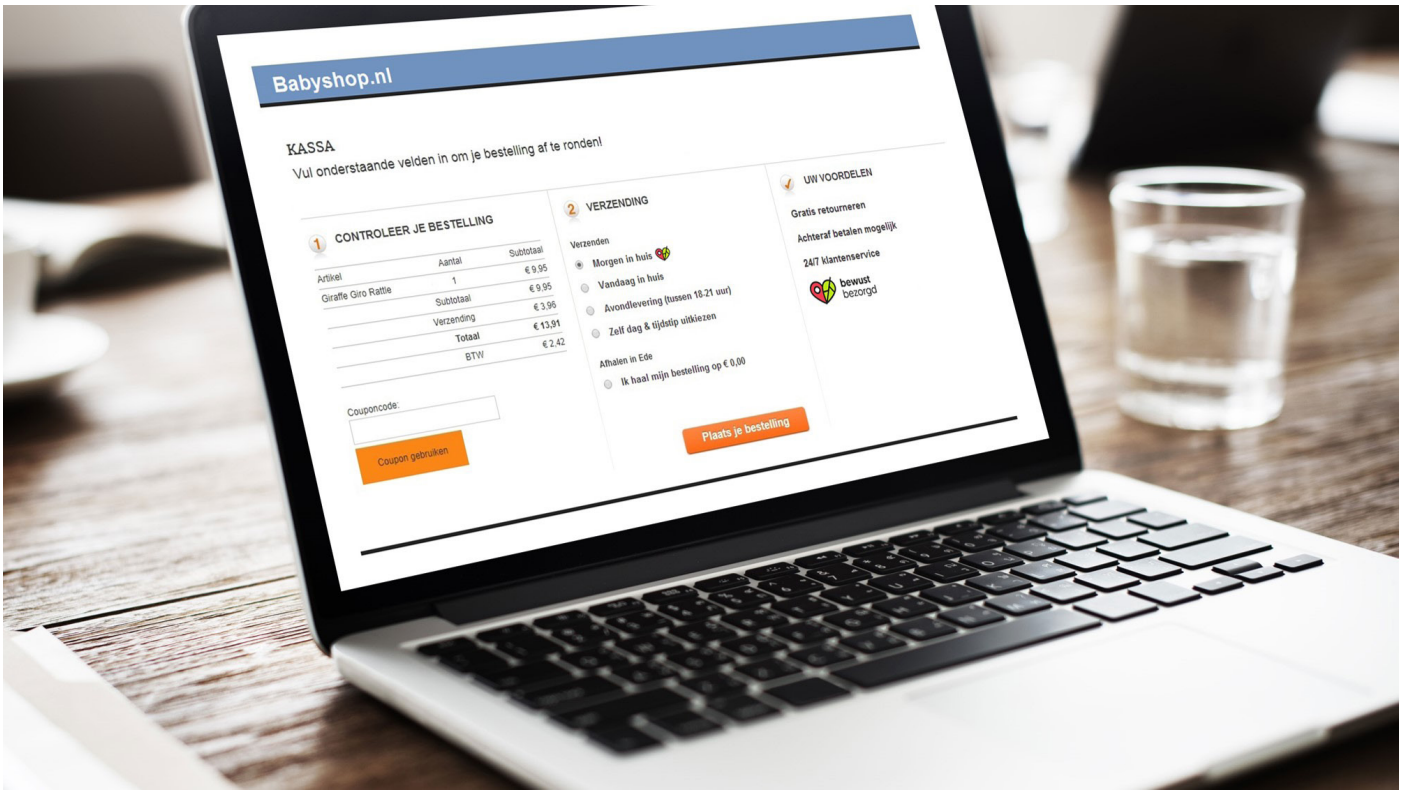 Babyshop.nl
KASSA
Vul onderstaande velden in om je bestelling af te ronden!
1 CONTROLEER JE BESTELLING
Artikel Aantal Subtotaal
Giraffe Giro Rattle 1 € 9,95
Subtotaal € 9,95
Verzending € 3,96
Totaal € 13,91
BTW € 2,42
Couponcode:
Coupon gebruiken
2 VERZENDING
Verzenden
Morgen in huis
Vandaag in huis
Avondlevering (tussen 18-21 uur)
Zelf dag & tijdstip uitkiezen
Afhalen in Ede
Ik haal mijn bestelling op € 0,00
Plaats je bestelling
UW VOORDELEN
Gratis retourneren
Achteraf betalen mogelijk
24/7 klantenservice
bewust
bezorgd